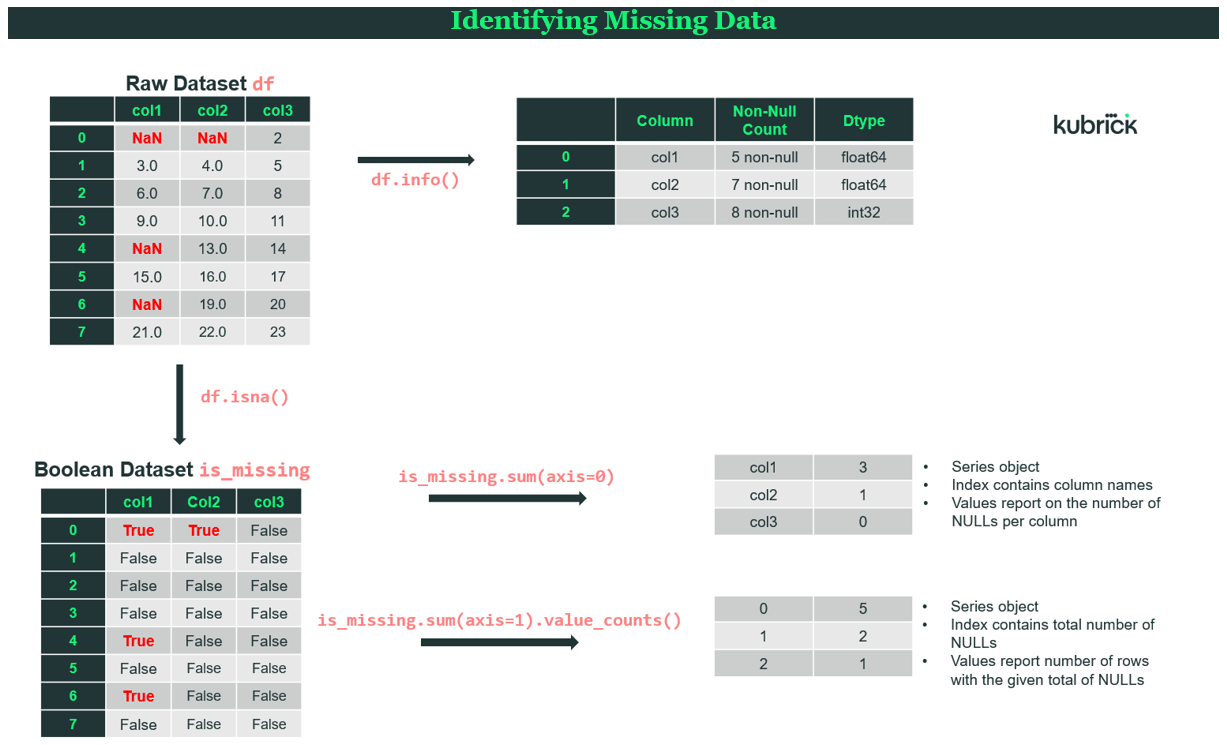 Identifying Missing Data
Raw Dataset df
col1 col2 col3
0 NaN NaN 2
1 3.0 4.0 5
2 6.0 7.0 8
3 9.0 10.0 11
4 NaN 13.0 14
5 15.0 16.0 17
6 NaN 19.0 20
7 21.0 22.0 23
df.info()
Column Non-Null Count Dtype
0 col1 5 non-null float64
1 col2 7 non-null float64
2 col3 8 non-null int32
kubrick
df.isna()
Boolean Dataset is_missing
col1 Col2 col3
0 True True False
1 False False False
2 False False False
3 False False False
4 True False False
5 False False False
6 True False False
7 False False False
is_missing.sum(axis=0)
col1 3
col2 1
col3 0
• Series object
• Index contains column names
• Values report on the number of
NULLs per column
is_missing.sum(axis=1).value_counts()
0 5
1 2
2 1
• Series object
• Index contains total number of
NULLs
• Values report number of rows
with the given total of NULLs